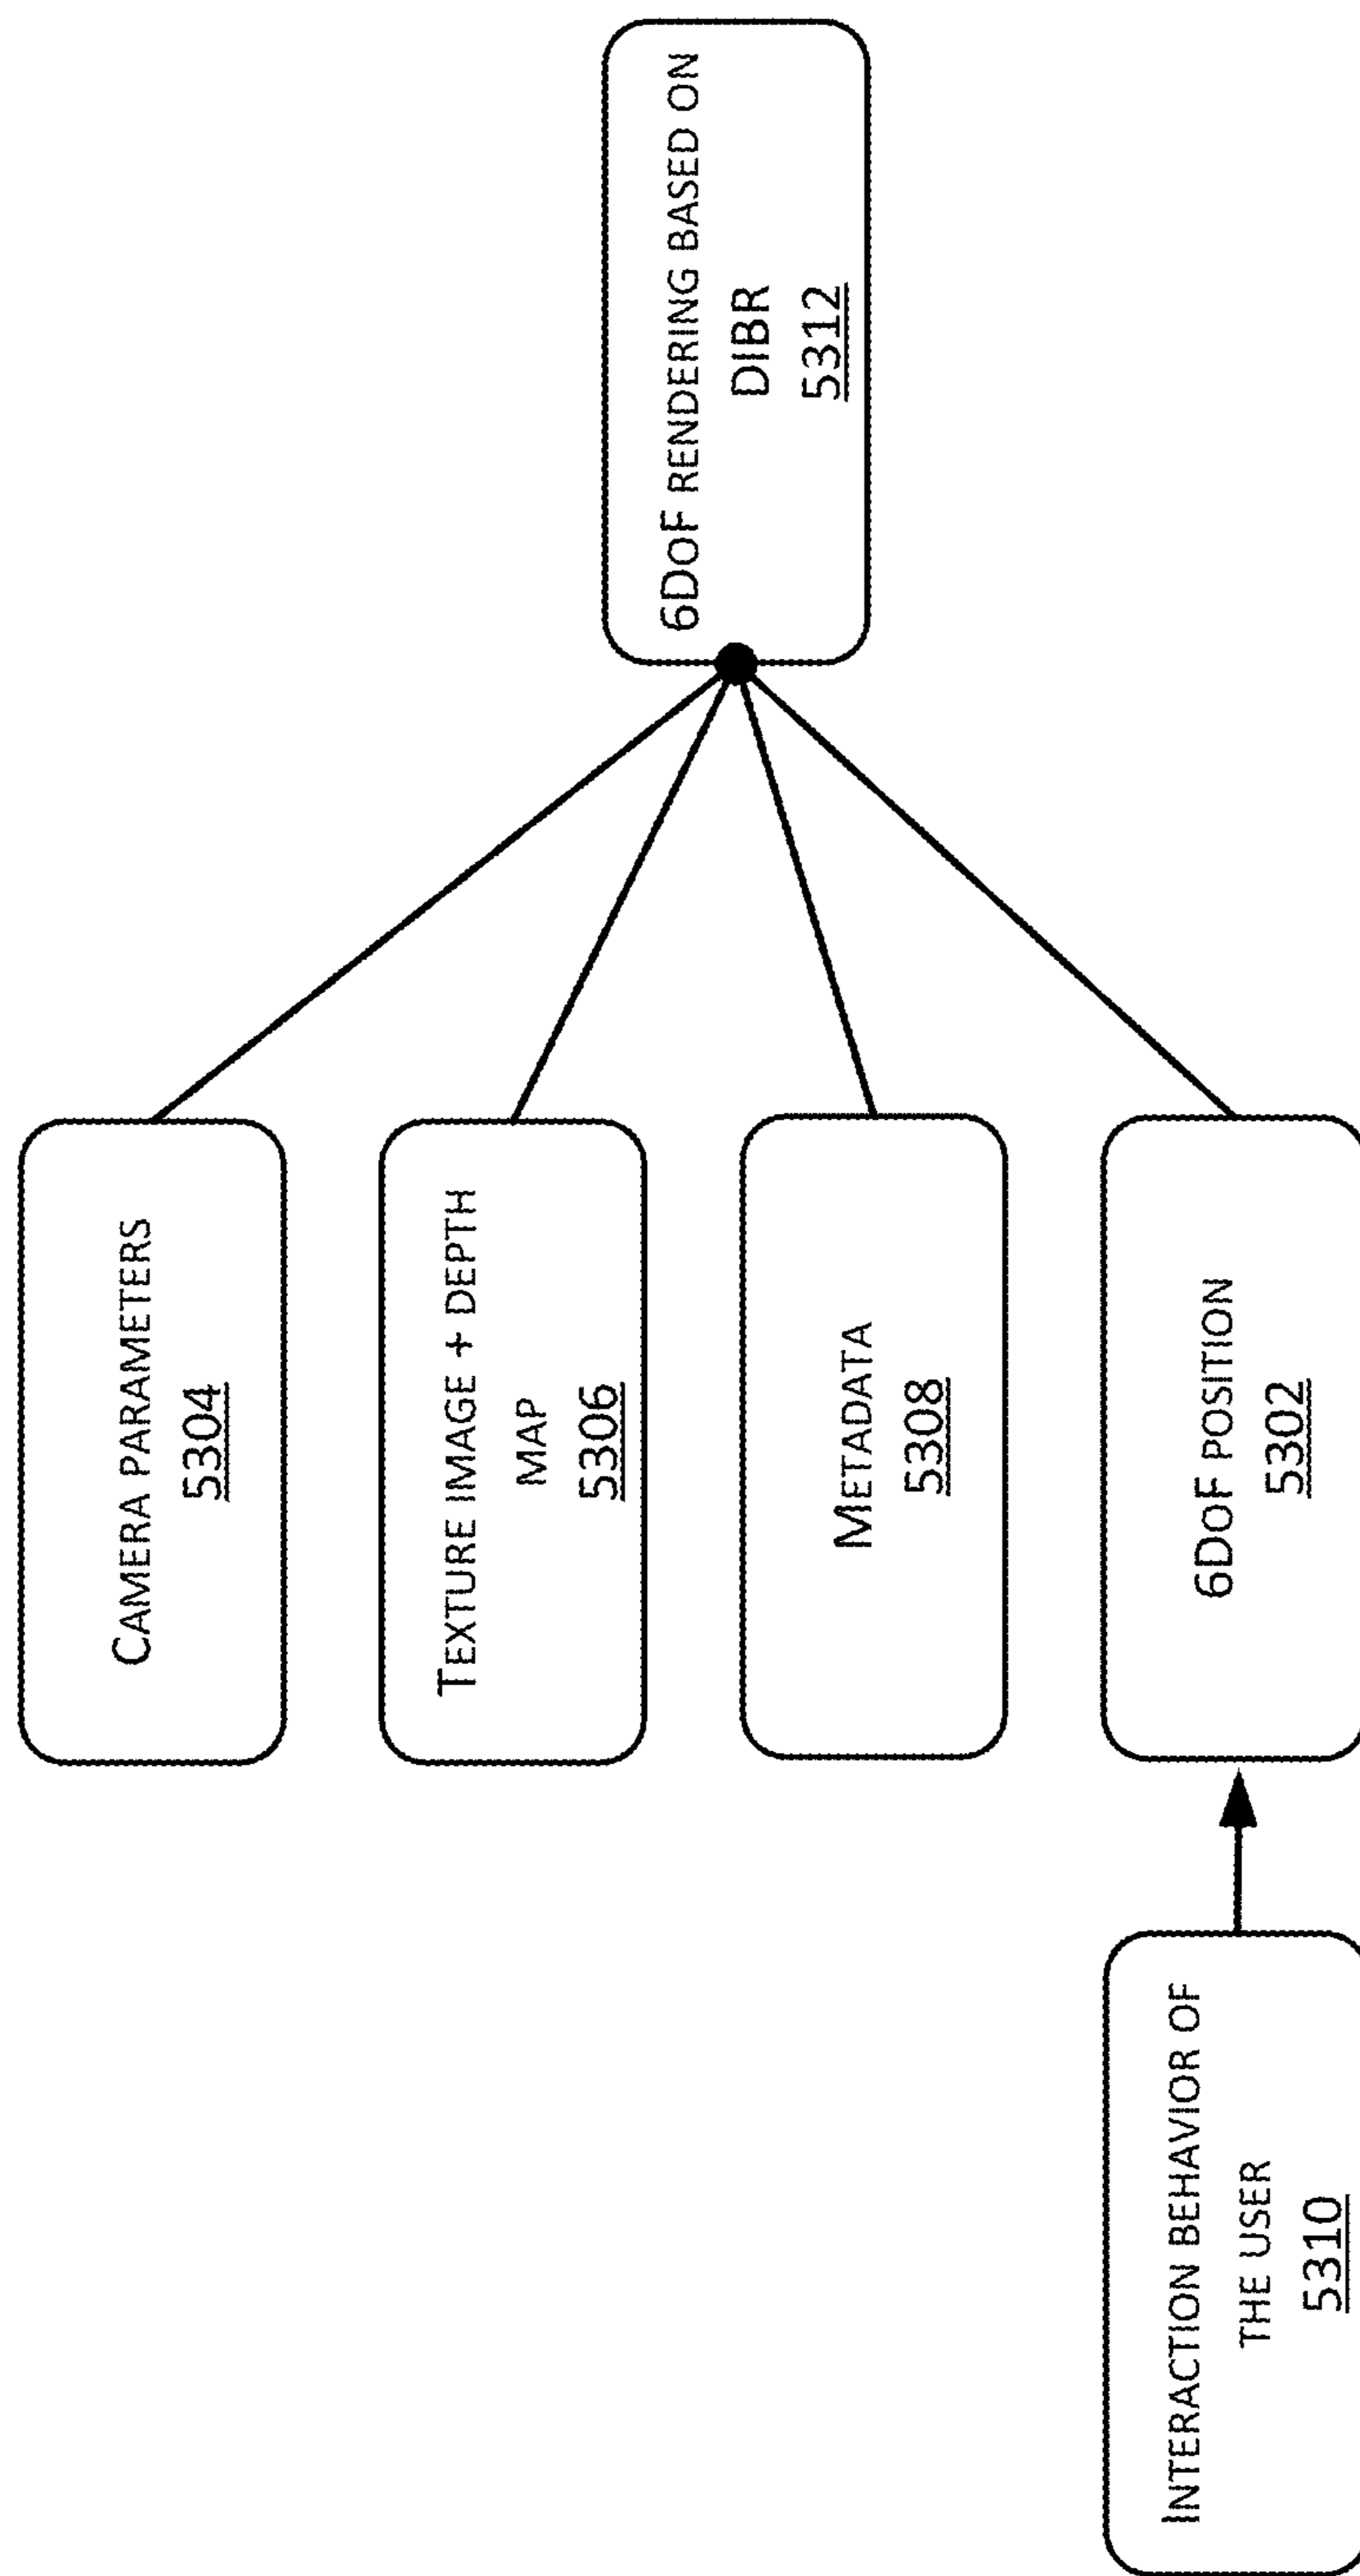 Camera parameters
5304
Texture image + depth
map
5306
Metadata
5308
6DoF position
5302
Interaction behavior of
the user
5310
6DoF rendering based on
DIBR
5312